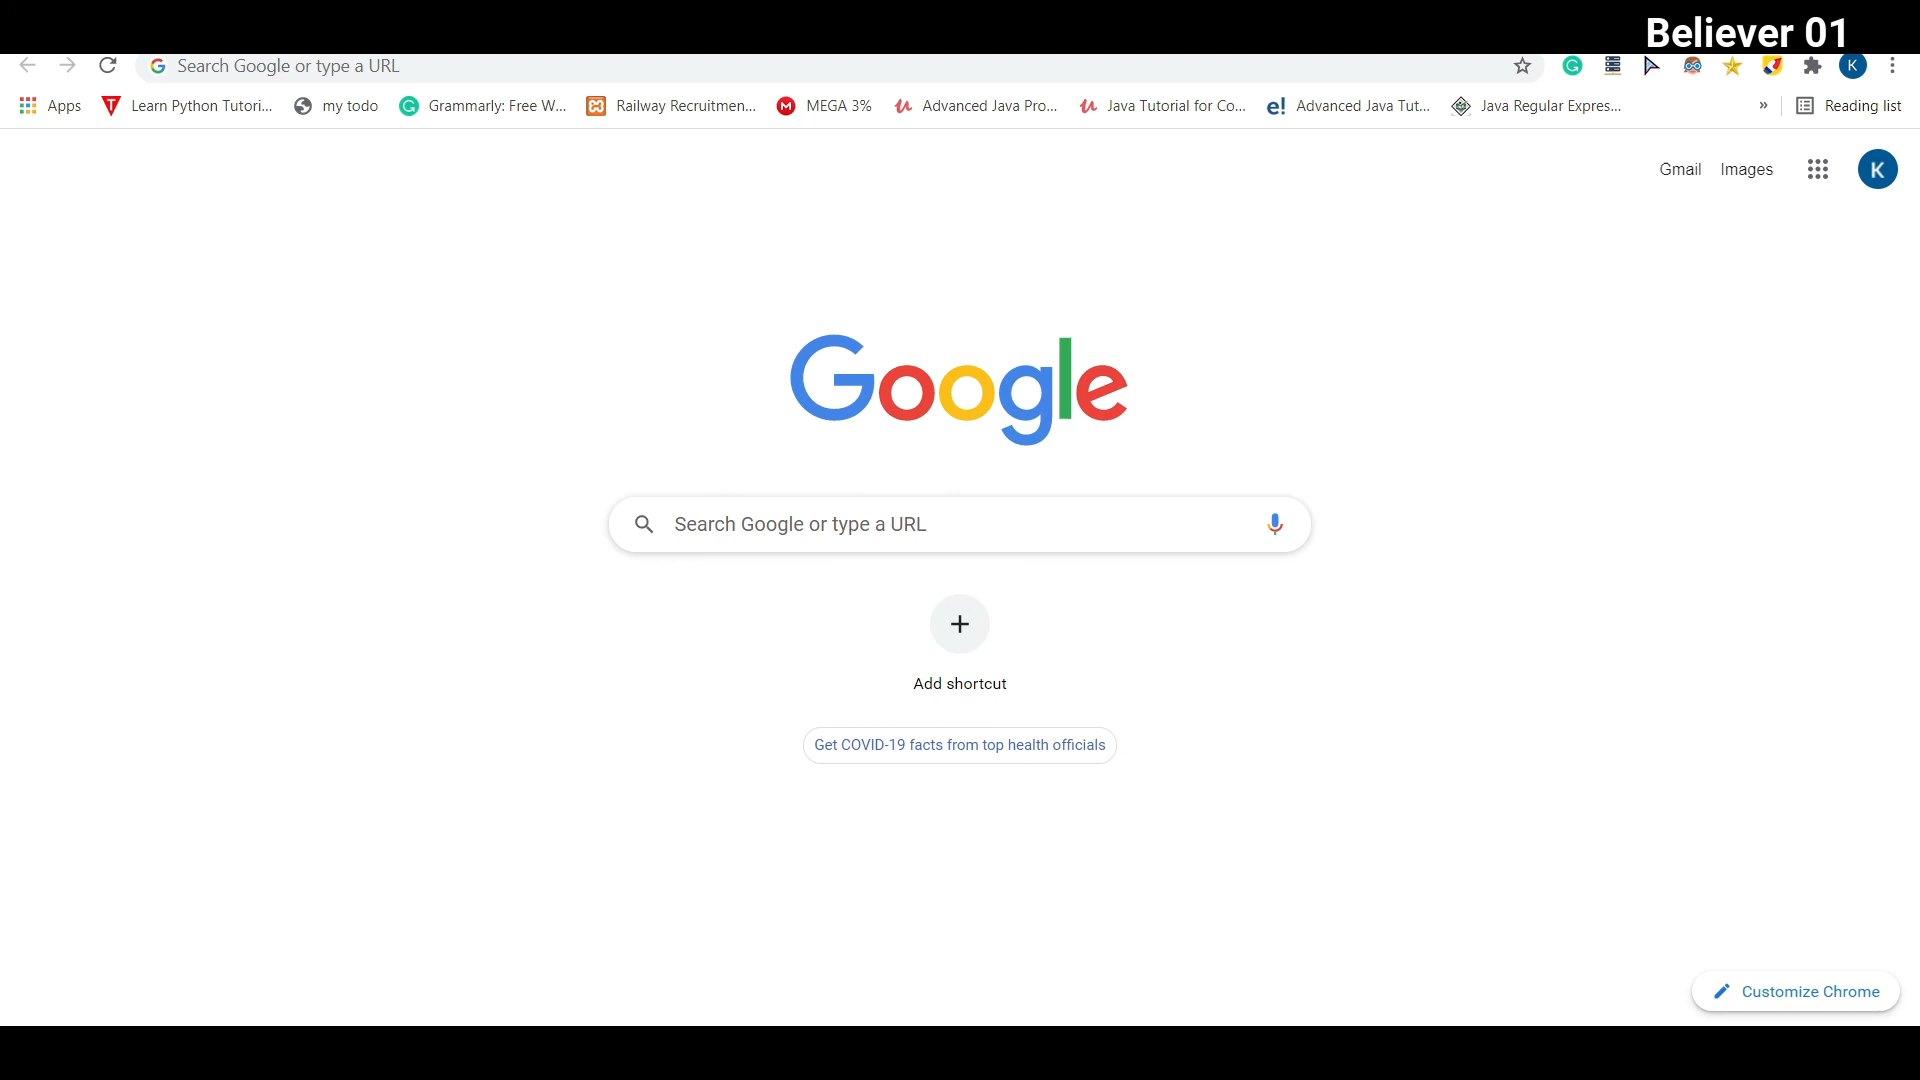 Believer 01
Search Google or type a URL
Apps
Learn Python Tutori...
my todo
Grammarly: Free W...
Railway Recruitmen...
MEGA 3%
Advanced Java Pro...
Java Tutorial for Co...
Advanced Java Tut...
Java Regular Expres...
»
Reading list
Gmail
Images
K
Google
Search Google or type a URL
Add shortcut
Get COVID-19 facts from top health officials
Customize Chrome